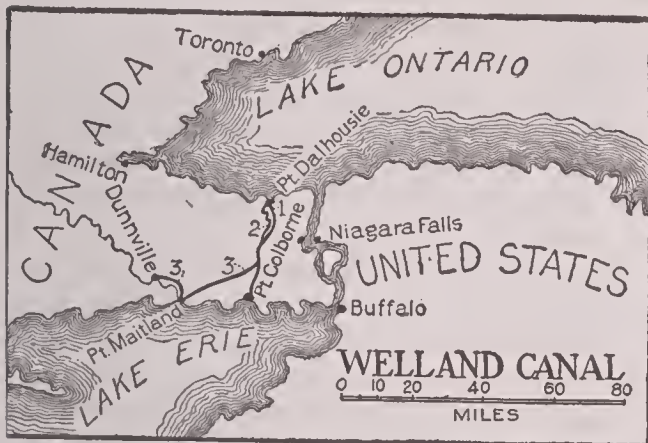 Toronto
LAKE ONTARIO
CANADA
Hamilton
Pt. Dalhousie
Dunnville
1
2.
3.
3.
Pt. Colborne
Niagara Falls
UNITED STATES
Buffalo
Pt. Maitland
LAKE ERIE
WELLAND CANAL
0 10 20 40 60 80
MILES